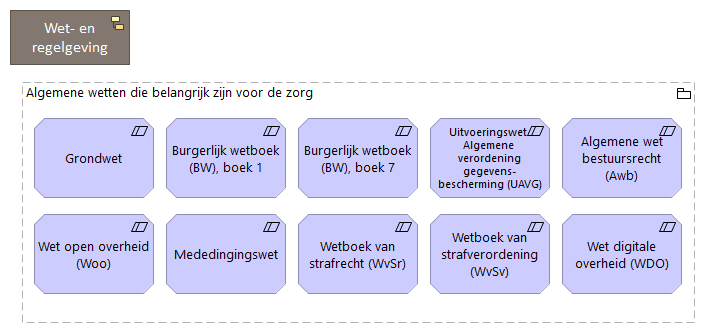 Wet- en
regelgeving
Algemene wetten die belangrijk zijn voor de zorg
Grondwet
Burgerlijk wetboek
(BW), boek 1
Burgerlijk wetboek
(BW), boek 7
Uitvoeringswet
Algemene
verordening
gegevens-
bescherming (UAVG)
Algemene wet
bestuursrecht
(Awb)
Wet open overheid
(Woo)
Mededingingswet
Wetboek van
strafrecht (WvSr)
Wetboek van
strafverordening
(WvSv)
Wet digitale
overheid (WDO)